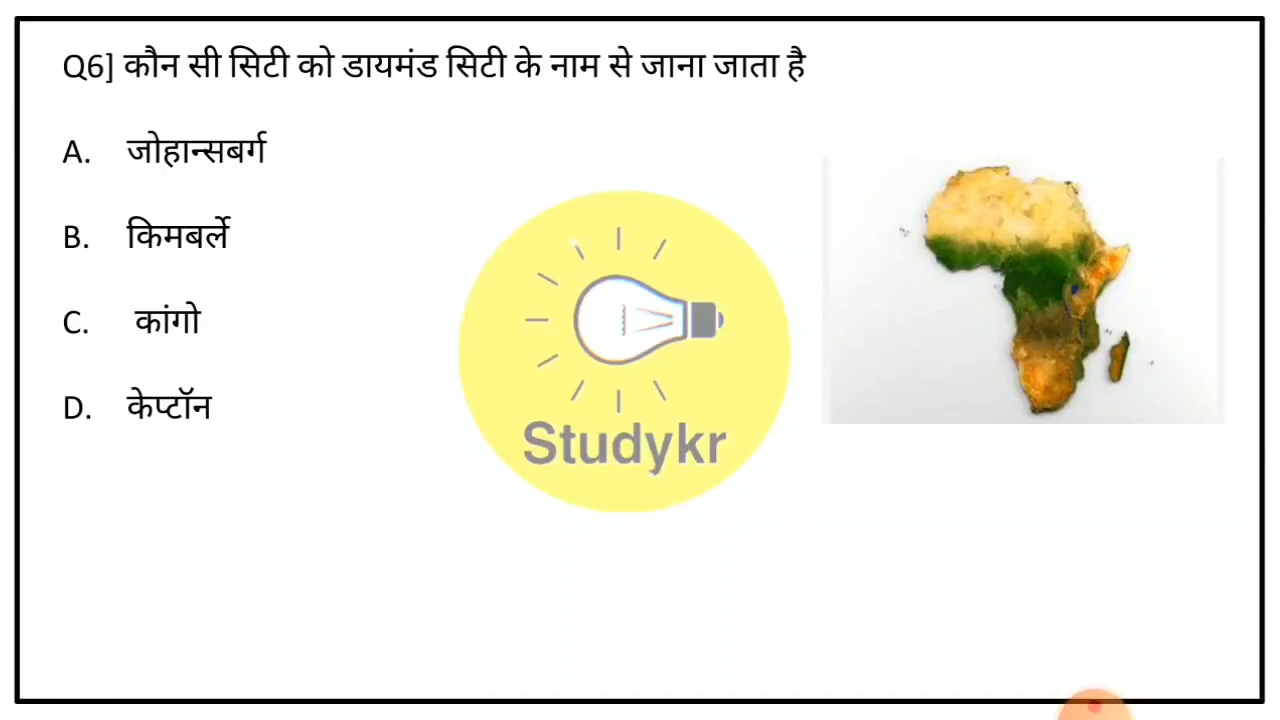 Q6] कौन सी सिटी को डायमंड सिटी के नाम से जाना जाता है
A. जोहान्सबर्ग
B. किमबर्ले
C. कांगो
D. केप्टॉन
Studykr